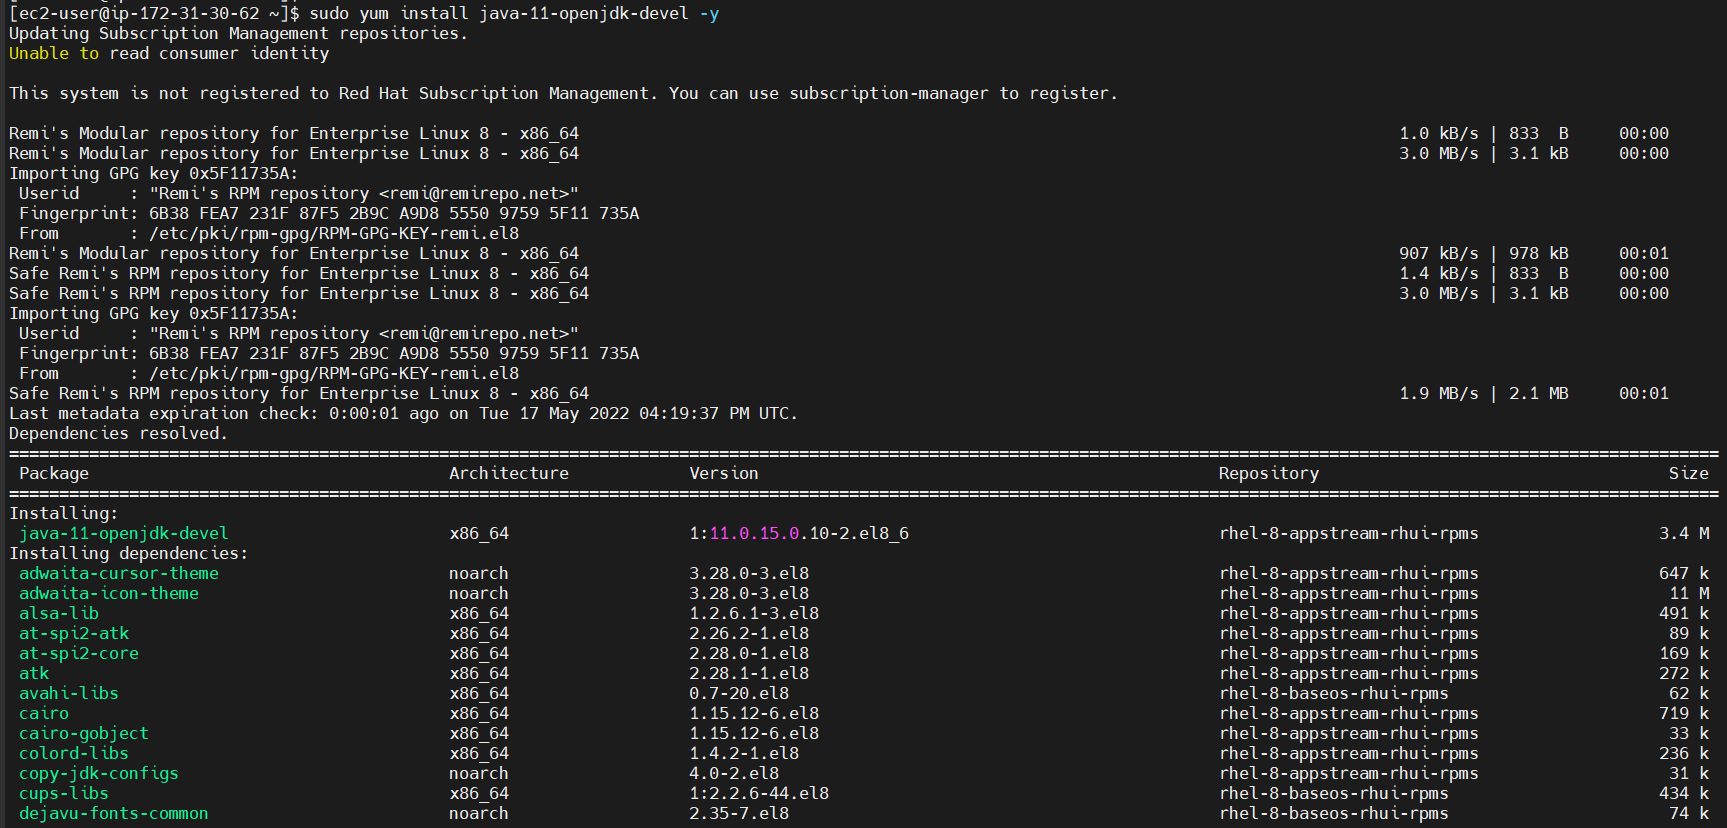 [ec2-user@ip-172-31-30-62 ~]$ sudo yum install java-11-openjdk-devel -y
Updating Subscription Management repositories.
Unable to read consumer identity
This system is not registered to Red Hat Subscription Management. You can use subscription-manager to register.
Remi's Modular repository for Enterprise Linux 8 - x86_64 1.0 kB/s | 833 B 00:00
Remi's Modular repository for Enterprise Linux 8 - x86_64 3.0 MB/s | 3.1 kB 00:00
Importing GPG key 0x5F11735A:
Userid : "Remi's RPM repository <remi@remirepo.net>"
Fingerprint: 6B38 FEA7 231F 87F5 2B9C A9D8 5550 9759 5F11 735A
From : /etc/pki/rpm-gpg/RPM-GPG-KEY-remi.el8
Remi's Modular repository for Enterprise Linux 8 - x86_64 907 kB/s | 978 kB 00:01
Safe Remi's RPM repository for Enterprise Linux 8 - x86_64 1.4 kB/s | 833 B 00:00
Safe Remi's RPM repository for Enterprise Linux 8 - x86_64 3.0 MB/s | 3.1 kB 00:00
Importing GPG key 0x5F11735A:
Userid : "Remi's RPM repository <remi@remirepo.net>"
Fingerprint: 6B38 FEA7 231F 87F5 2B9C A9D8 5550 9759 5F11 735A
From : /etc/pki/rpm-gpg/RPM-GPG-KEY-remi.el8
Safe Remi's RPM repository for Enterprise Linux 8 - x86_64 1.9 MB/s | 2.1 MB 00:01
Last metadata expiration check: 0:00:01 ago on Tue 17 May 2022 04:19:37 PM UTC.
Dependencies resolved.
Package Architecture Version Repository Size
Installing:
java-11-openjdk-devel x86_64 1:11.0.15.0.10-2.el8_6 rhel-8-appstream-rhui-rpms 3.4 M
Installing dependencies:
adwaita-cursor-theme noarch 3.28.0-3.el8 rhel-8-appstream-rhui-rpms 647 k
adwaita-icon-theme noarch 3.28.0-3.el8 rhel-8-appstream-rhui-rpms 11 M
alsa-lib x86_64 1.2.6.1-3.el8 rhel-8-appstream-rhui-rpms 491 k
at-spi2-atk x86_64 2.26.2-1.el8 rhel-8-appstream-rhui-rpms 89 k
at-spi2-core x86_64 2.28.0-1.el8 rhel-8-appstream-rhui-rpms 169 k
atk x86_64 2.28.1-1.el8 rhel-8-appstream-rhui-rpms 272 k
avahi-libs x86_64 0.7-20.el8 rhel-8-baseos-rhui-rpms 62 k
cairo x86_64 1.15.12-6.el8 rhel-8-appstream-rhui-rpms 719 k
cairo-gobject x86_64 1.15.12-6.el8 rhel-8-appstream-rhui-rpms 33 k
colord-libs x86_64 1.4.2-1.el8 rhel-8-appstream-rhui-rpms 236 k
copy-jdk-configs noarch 4.0-2.el8 rhel-8-appstream-rhui-rpms 31 k
cups-libs x86_64 1:2.2.6-44.el8 rhel-8-baseos-rhui-rpms 434 k
dejavu-fonts-common noarch 2.35-7.el8 rhel-8-baseos-rhui-rpms 74 k